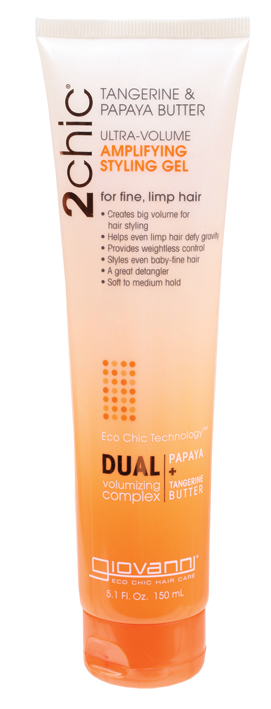 2chic®
TANGERINE &
PAPAYA BUTTER
ULTRA-VOLUME
AMPLIFYING
STYLING GEL
for fine, limp hair
• Creates big volume for
hair styling
• Helps even limp hair defy gravity
• Provides weightless control
• Styles even baby-fine hair
• A great detangler
• Soft to medium hold
Eco Chic Technology™
DUAL
volumizing
complex
PAPAYA
+
TANGERINE
BUTTER
giovanni®
ECO CHIC HAIR CARE
5.1 Fl. Oz. 150 mL